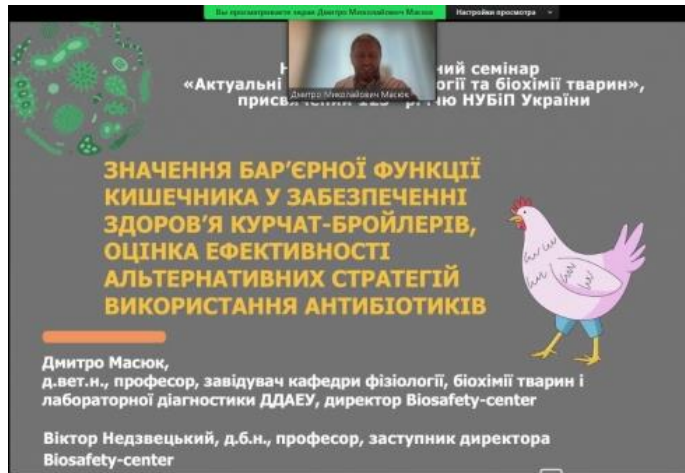 Вы просматриваете экран Дмитро Миколайович Масюк
Настройки просмотра
ний семінар
«Актуальні огії та біохімії тварин»,
присвячений 125- річчю НУБіП України
Дмитро Миколайович Масюк
ЗНАЧЕННЯ БАР’ЄРНОЇ ФУНКЦІЇ
КИШЕЧНИКА У ЗАБЕЗПЕЧЕННІ
ЗДОРОВ’Я КУРЧАТ-БРОЙЛЕРІВ,
ОЦІНКА ЕФЕКТИВНОСТІ
АЛЬТЕРНАТИВНИХ СТРАТЕГІЙ
ВИКОРИСТАННЯ АНТИБІОТИКІВ
Дмитро Масюк,
д.вет.н., професор, завідувач кафедри фізіології, біохімії тварин і
лабораторної діагностики ДДАЕУ, директор Biosafety-center
Віктор Недзвецький, д.б.н., професор, заступник директора
Biosafety-center